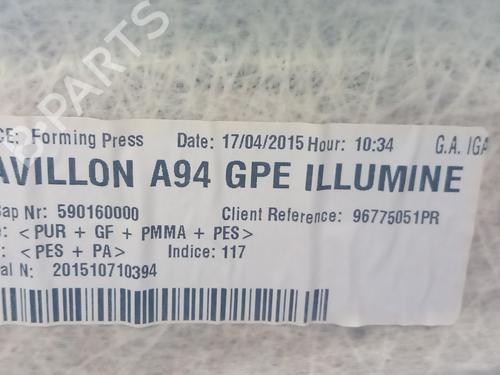 CE: Forming Press Date: 17/04/2015 Hour: 10:34 G.A. IGA
AVILLON A94 GPE ILLUMINE
Sap Nr: 590160000 Client Reference: 96775051PR
e: <PUR + GF + PMMA + PES>
: <PES + PA> Indice: 117
al N: 201510710394
B-PARTS